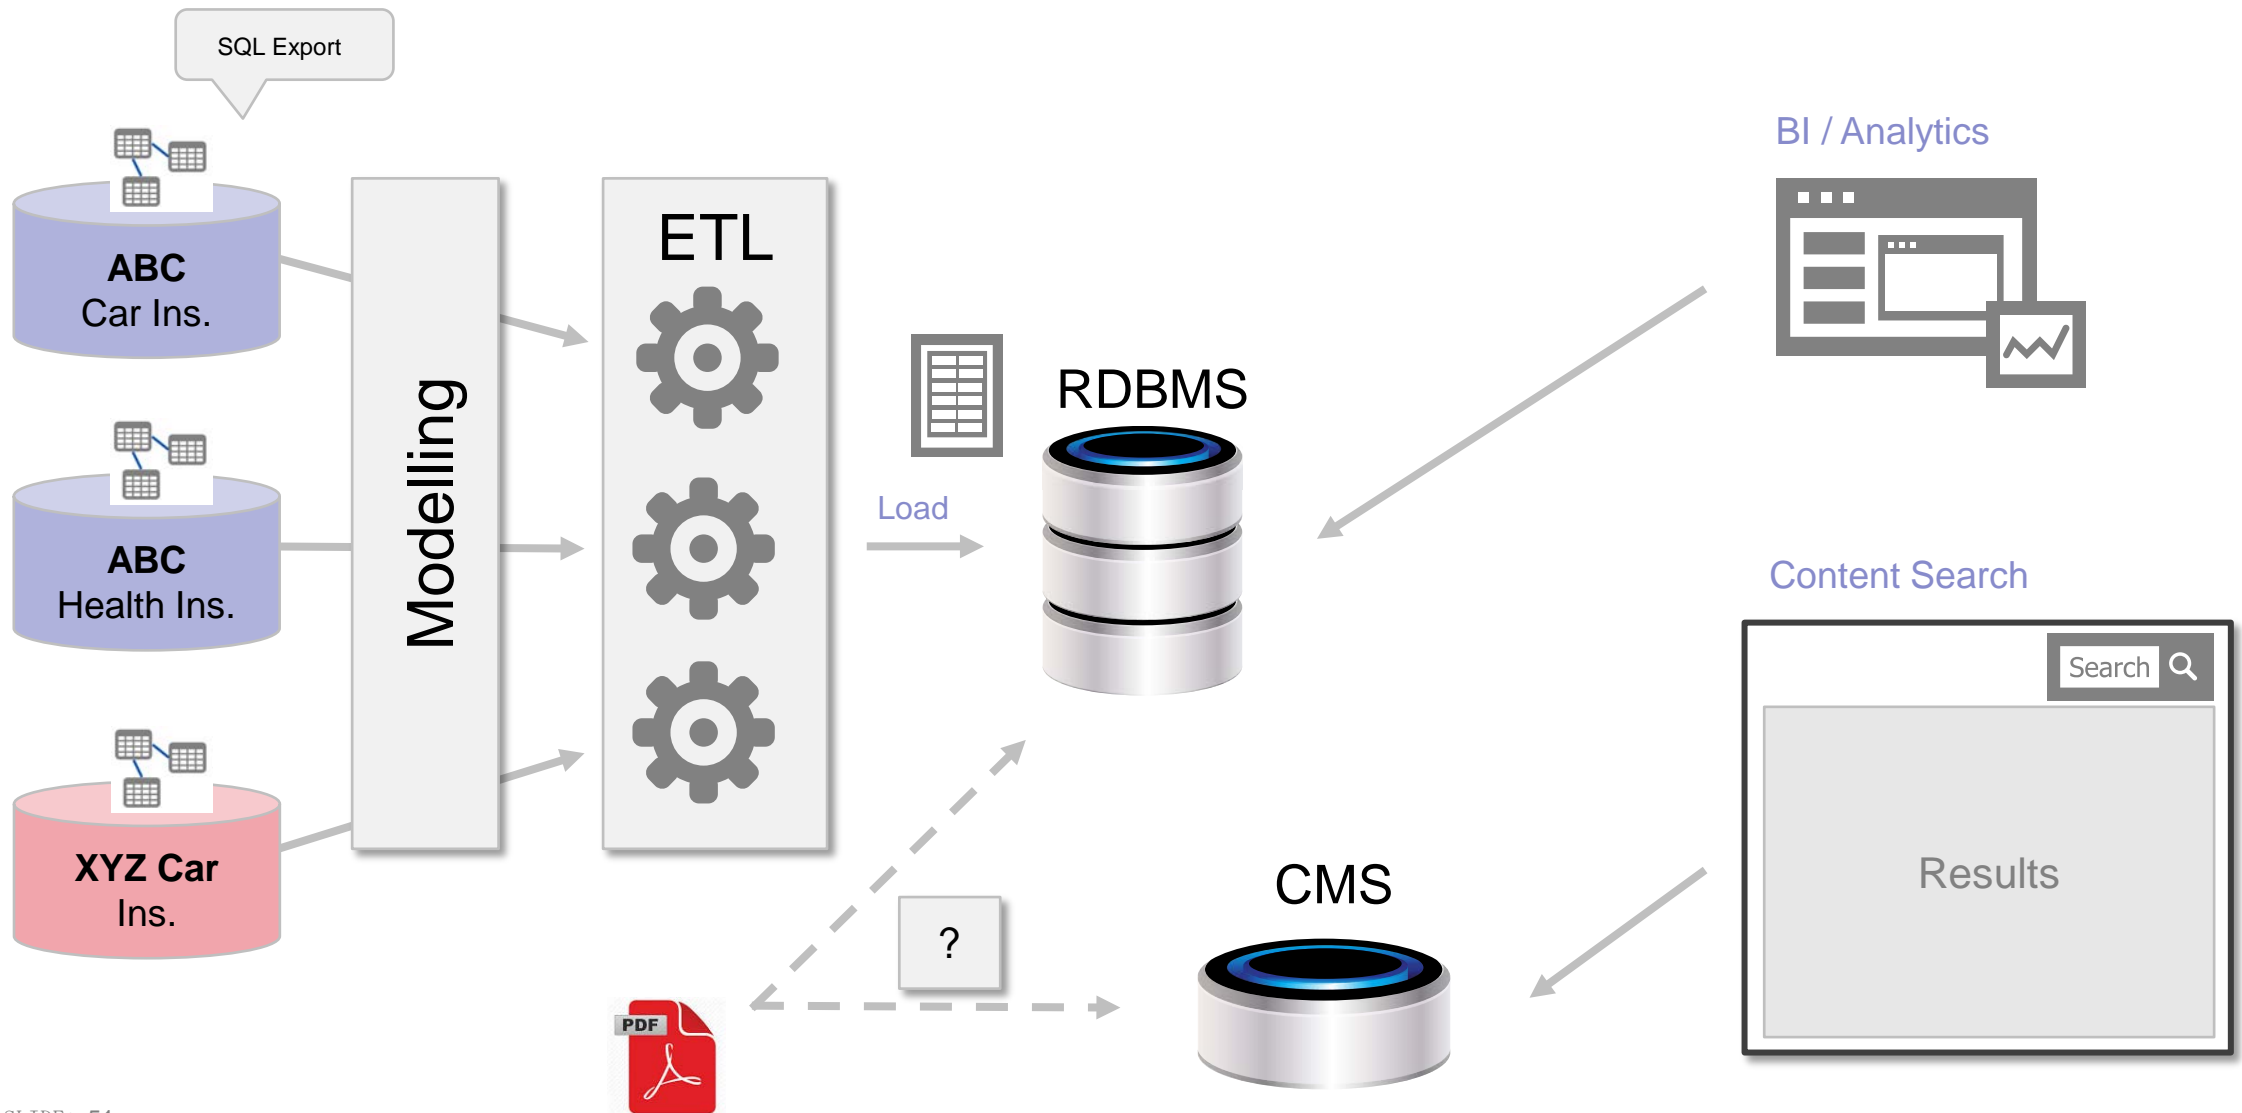 SQL Export
BI / Analytics
ABC
Car Ins.
ETL
RDBMS
Modelling
Load
ABC
Health Ins.
Content Search
Search
XYZ Car
Ins.
CMS
Results
?
PDF